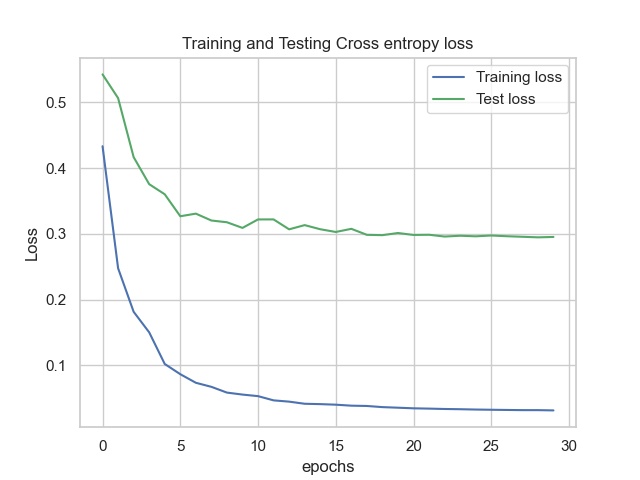 Training and Testing Cross entropy loss
Training loss
Test loss
0.5
0.4
0.3
0.2
0.1
Loss
0 5 10 15 20 25 30
epochs